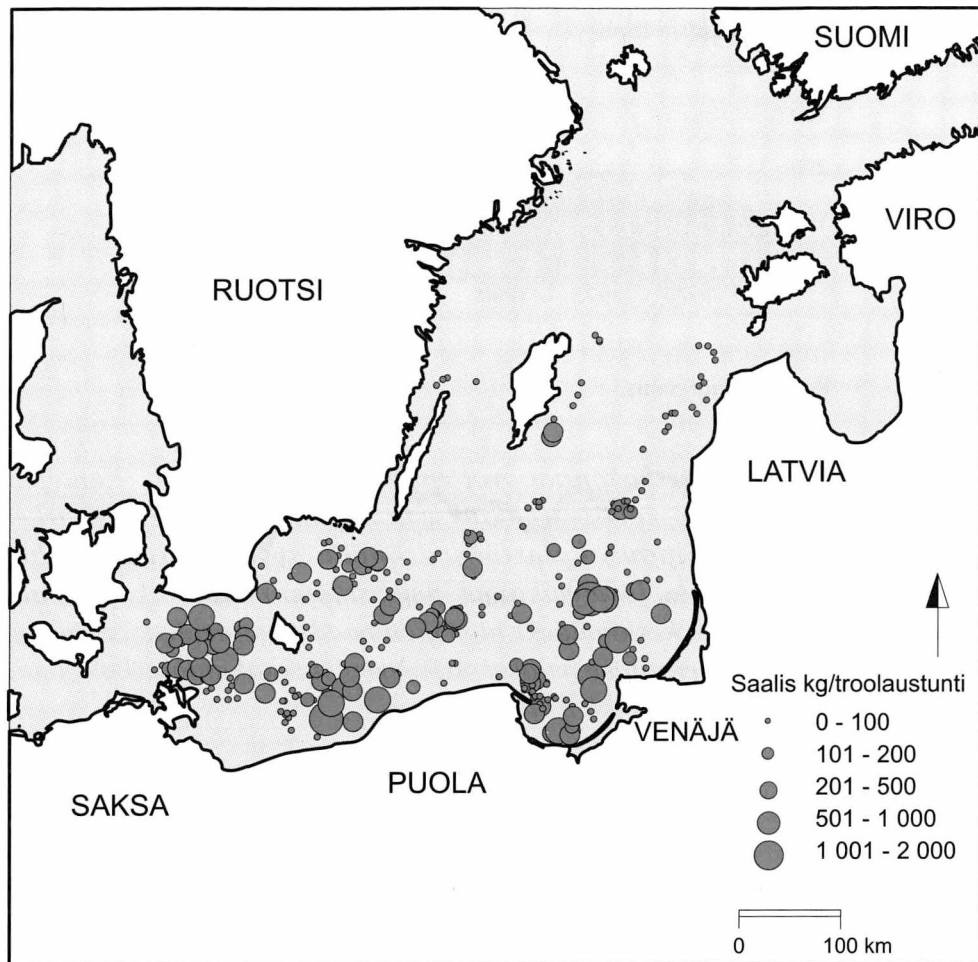 SUOMI
VIRO
RUOTSI
LATVIA
Saalis kg/troolaustunti
0 - 100
VENÄJÄ
101 - 200
PUOLA
201 - 500
SAKSA
501 - 1 000
1 001 - 2 000
0 100 km